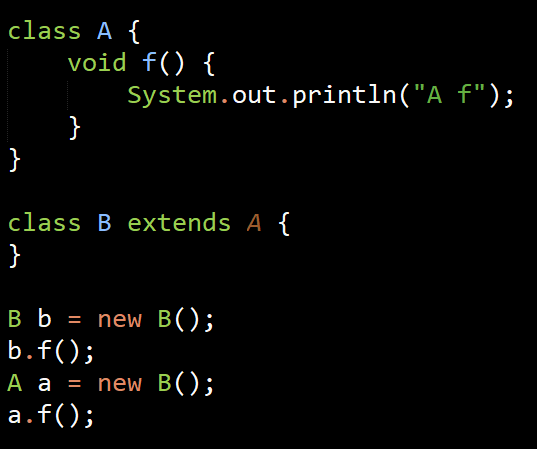 class A {
    void f() {
        System.out.println("A f");
    }
}

class B extends A {
}

B b = new B();
b.f();
A a = new B();
a.f();